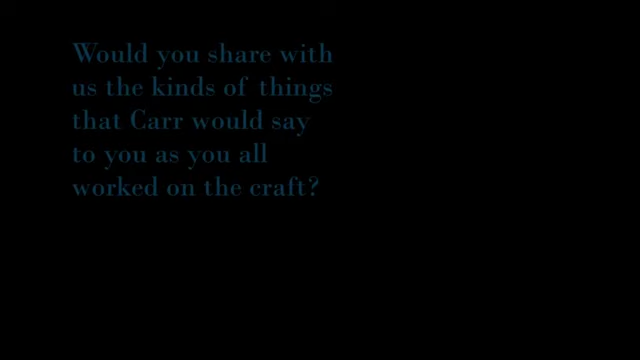 Would you share with
us the kinds of things
that Carr would say
to you as you all
worked on the craft?